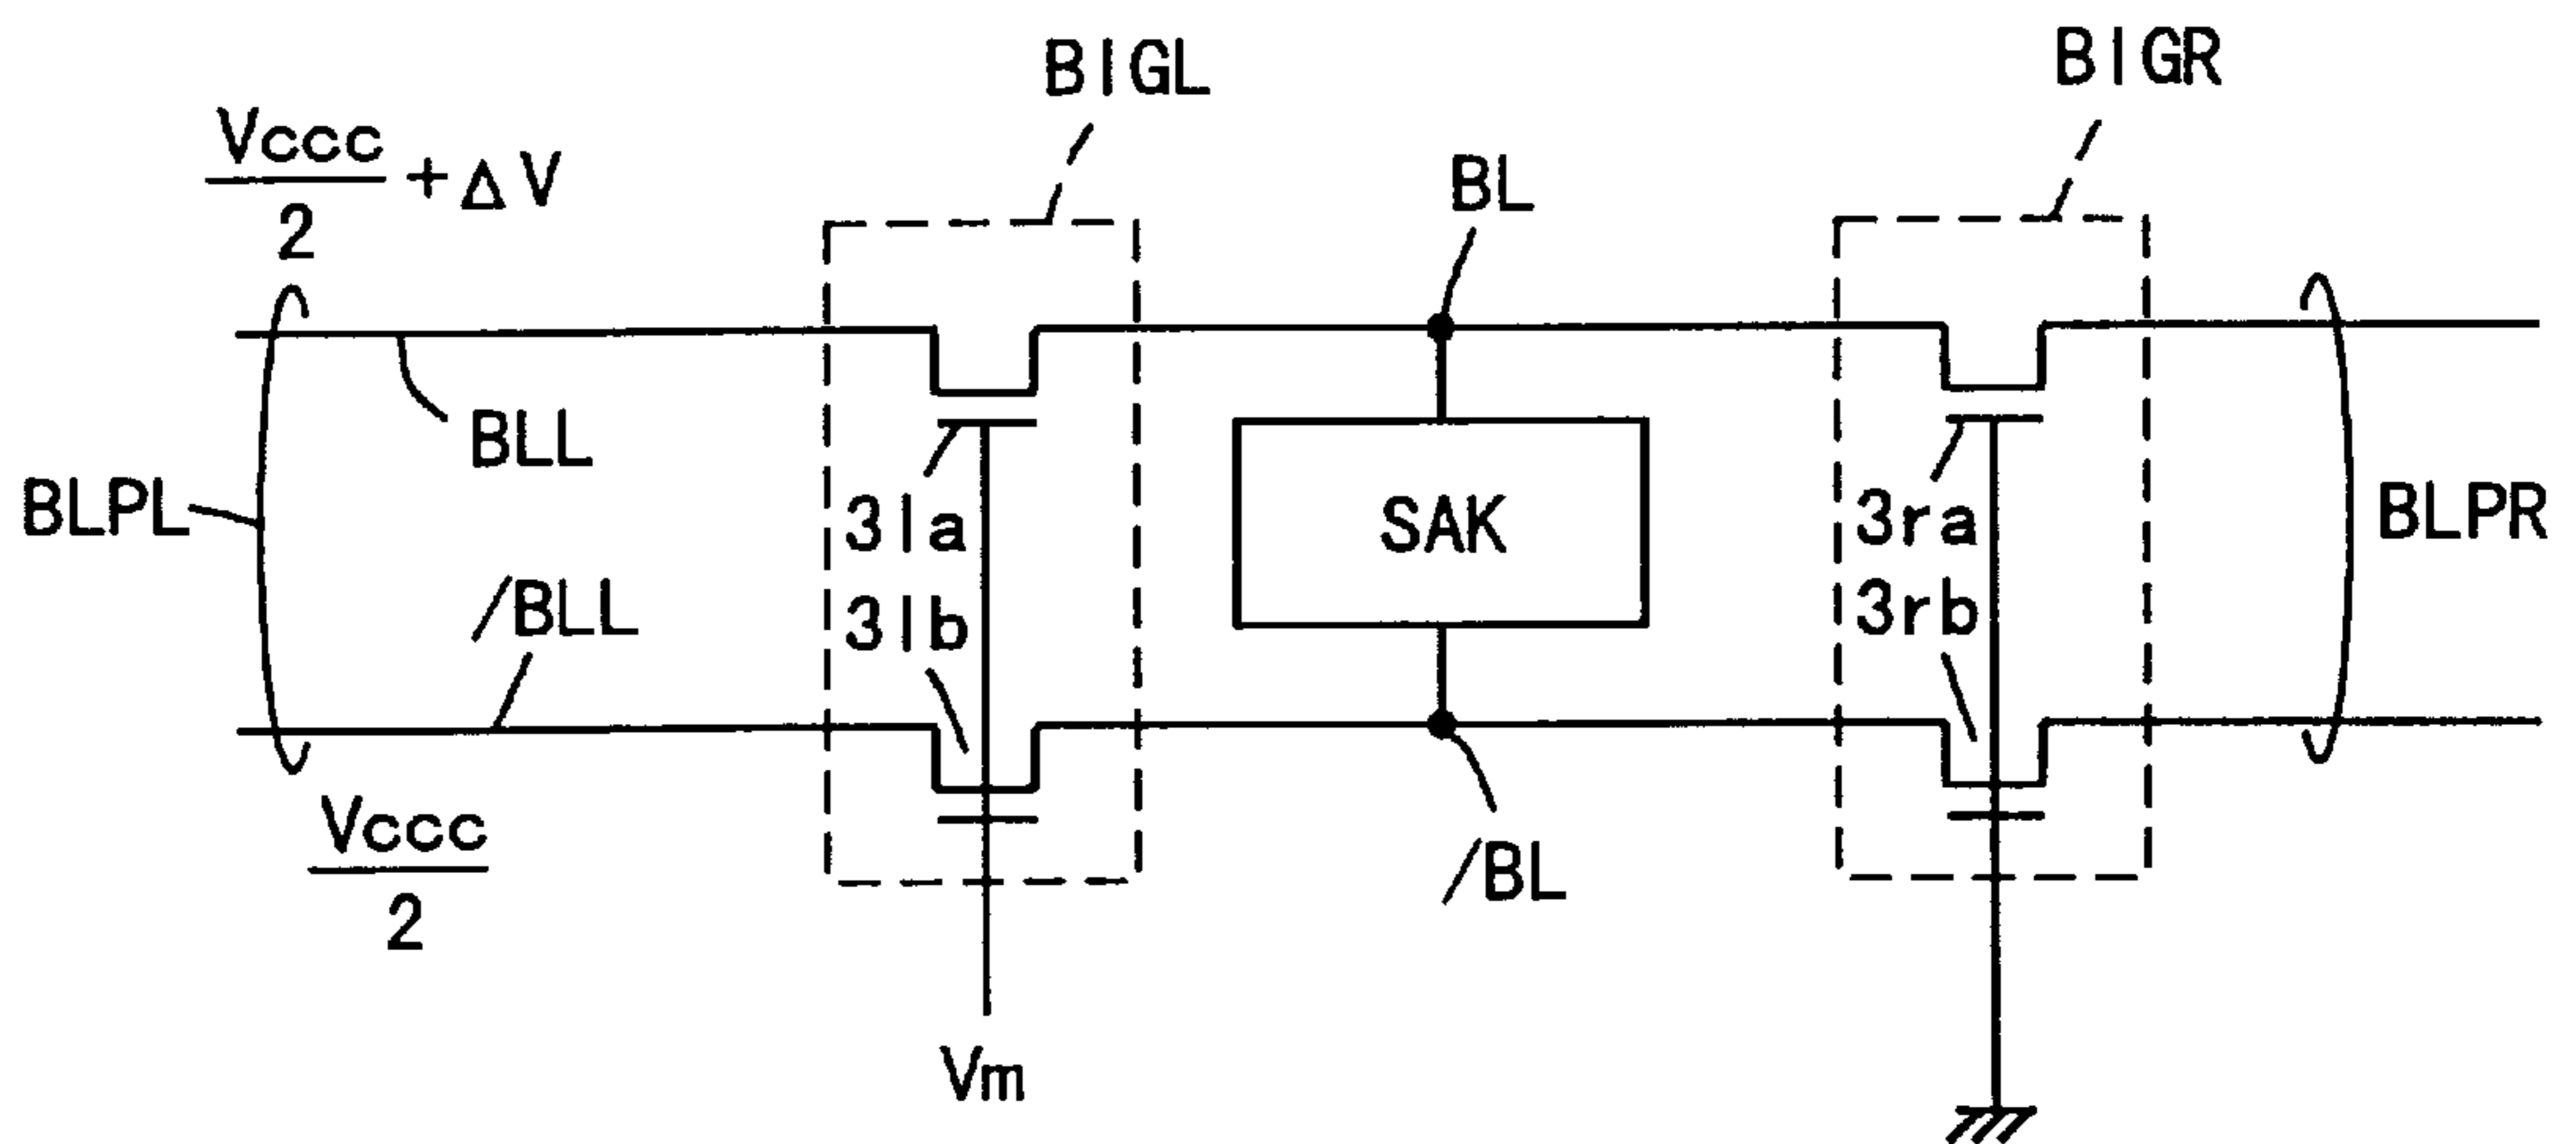 BIGL
BIGR
Vccc
2
+ΔV
BL
BLL
BLPL
3la
SAK
3ra
BLPR
/BLL
3lb
3rb
Vccc
2
/BL
Vm